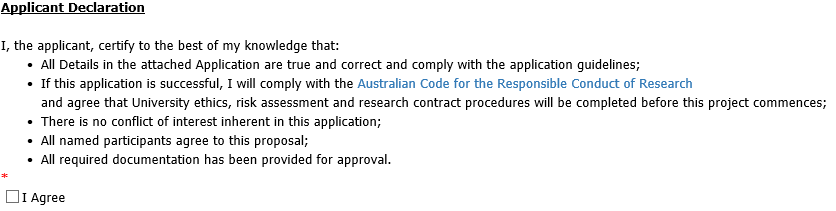 Applicant Declaration
I, the applicant, certify to the best of my knowledge that:
• All Details in the attached Application are true and correct and comply with the application guidelines;
• If this application is successful, I will comply with the Australian Code for the Responsible Conduct of Research
and agree that University ethics, risk assessment and research contract procedures will be completed before this project commences;
• There is no conflict of interest inherent in this application;
• All named participants agree to this proposal;
• All required documentation has been provided for approval.
*
I Agree